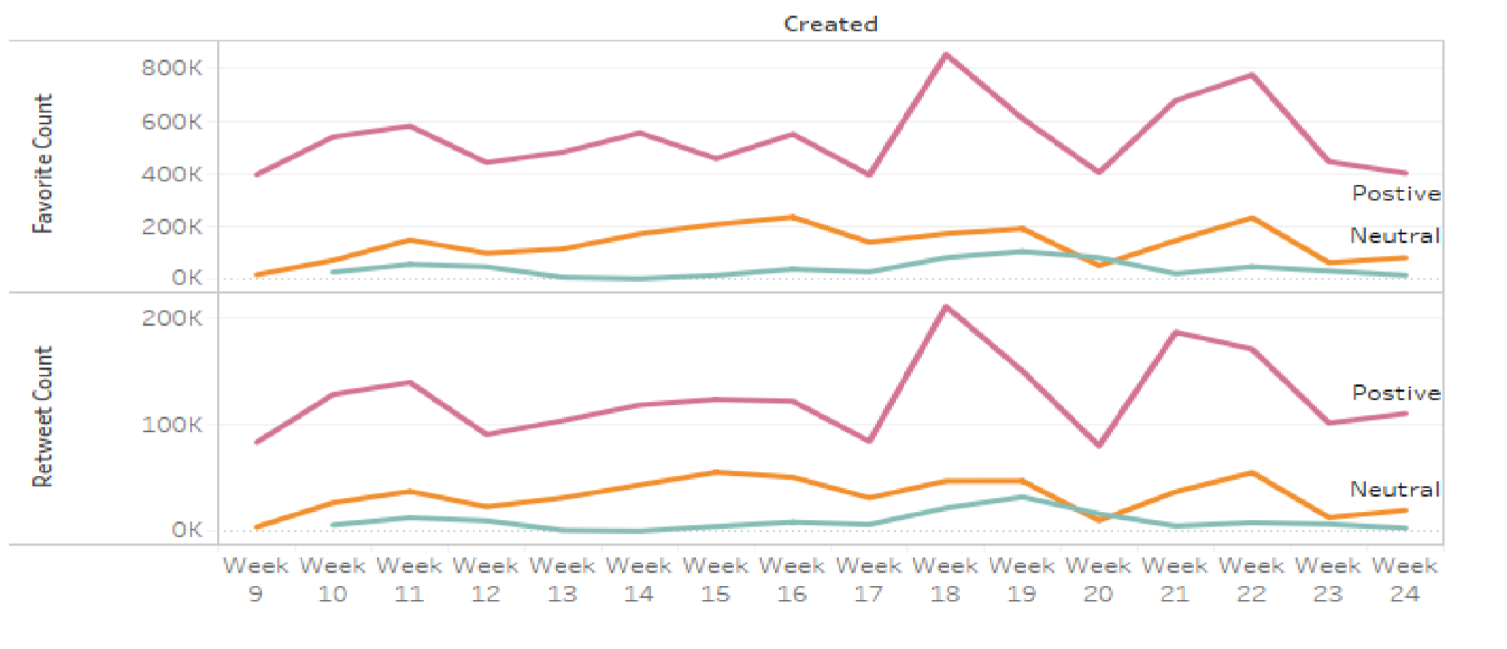 Created
Favorite Count
800K
600K
400K
200K
0K
Postive
Neutral
Retweet Count
200K
100K
0K
Postive
Neutral
Week Week Week Week Week Week Week Week Week Week Week Week Week Week Week Week
9 10 11 12 13 14 15 16 17 18 19 20 21 22 23 24